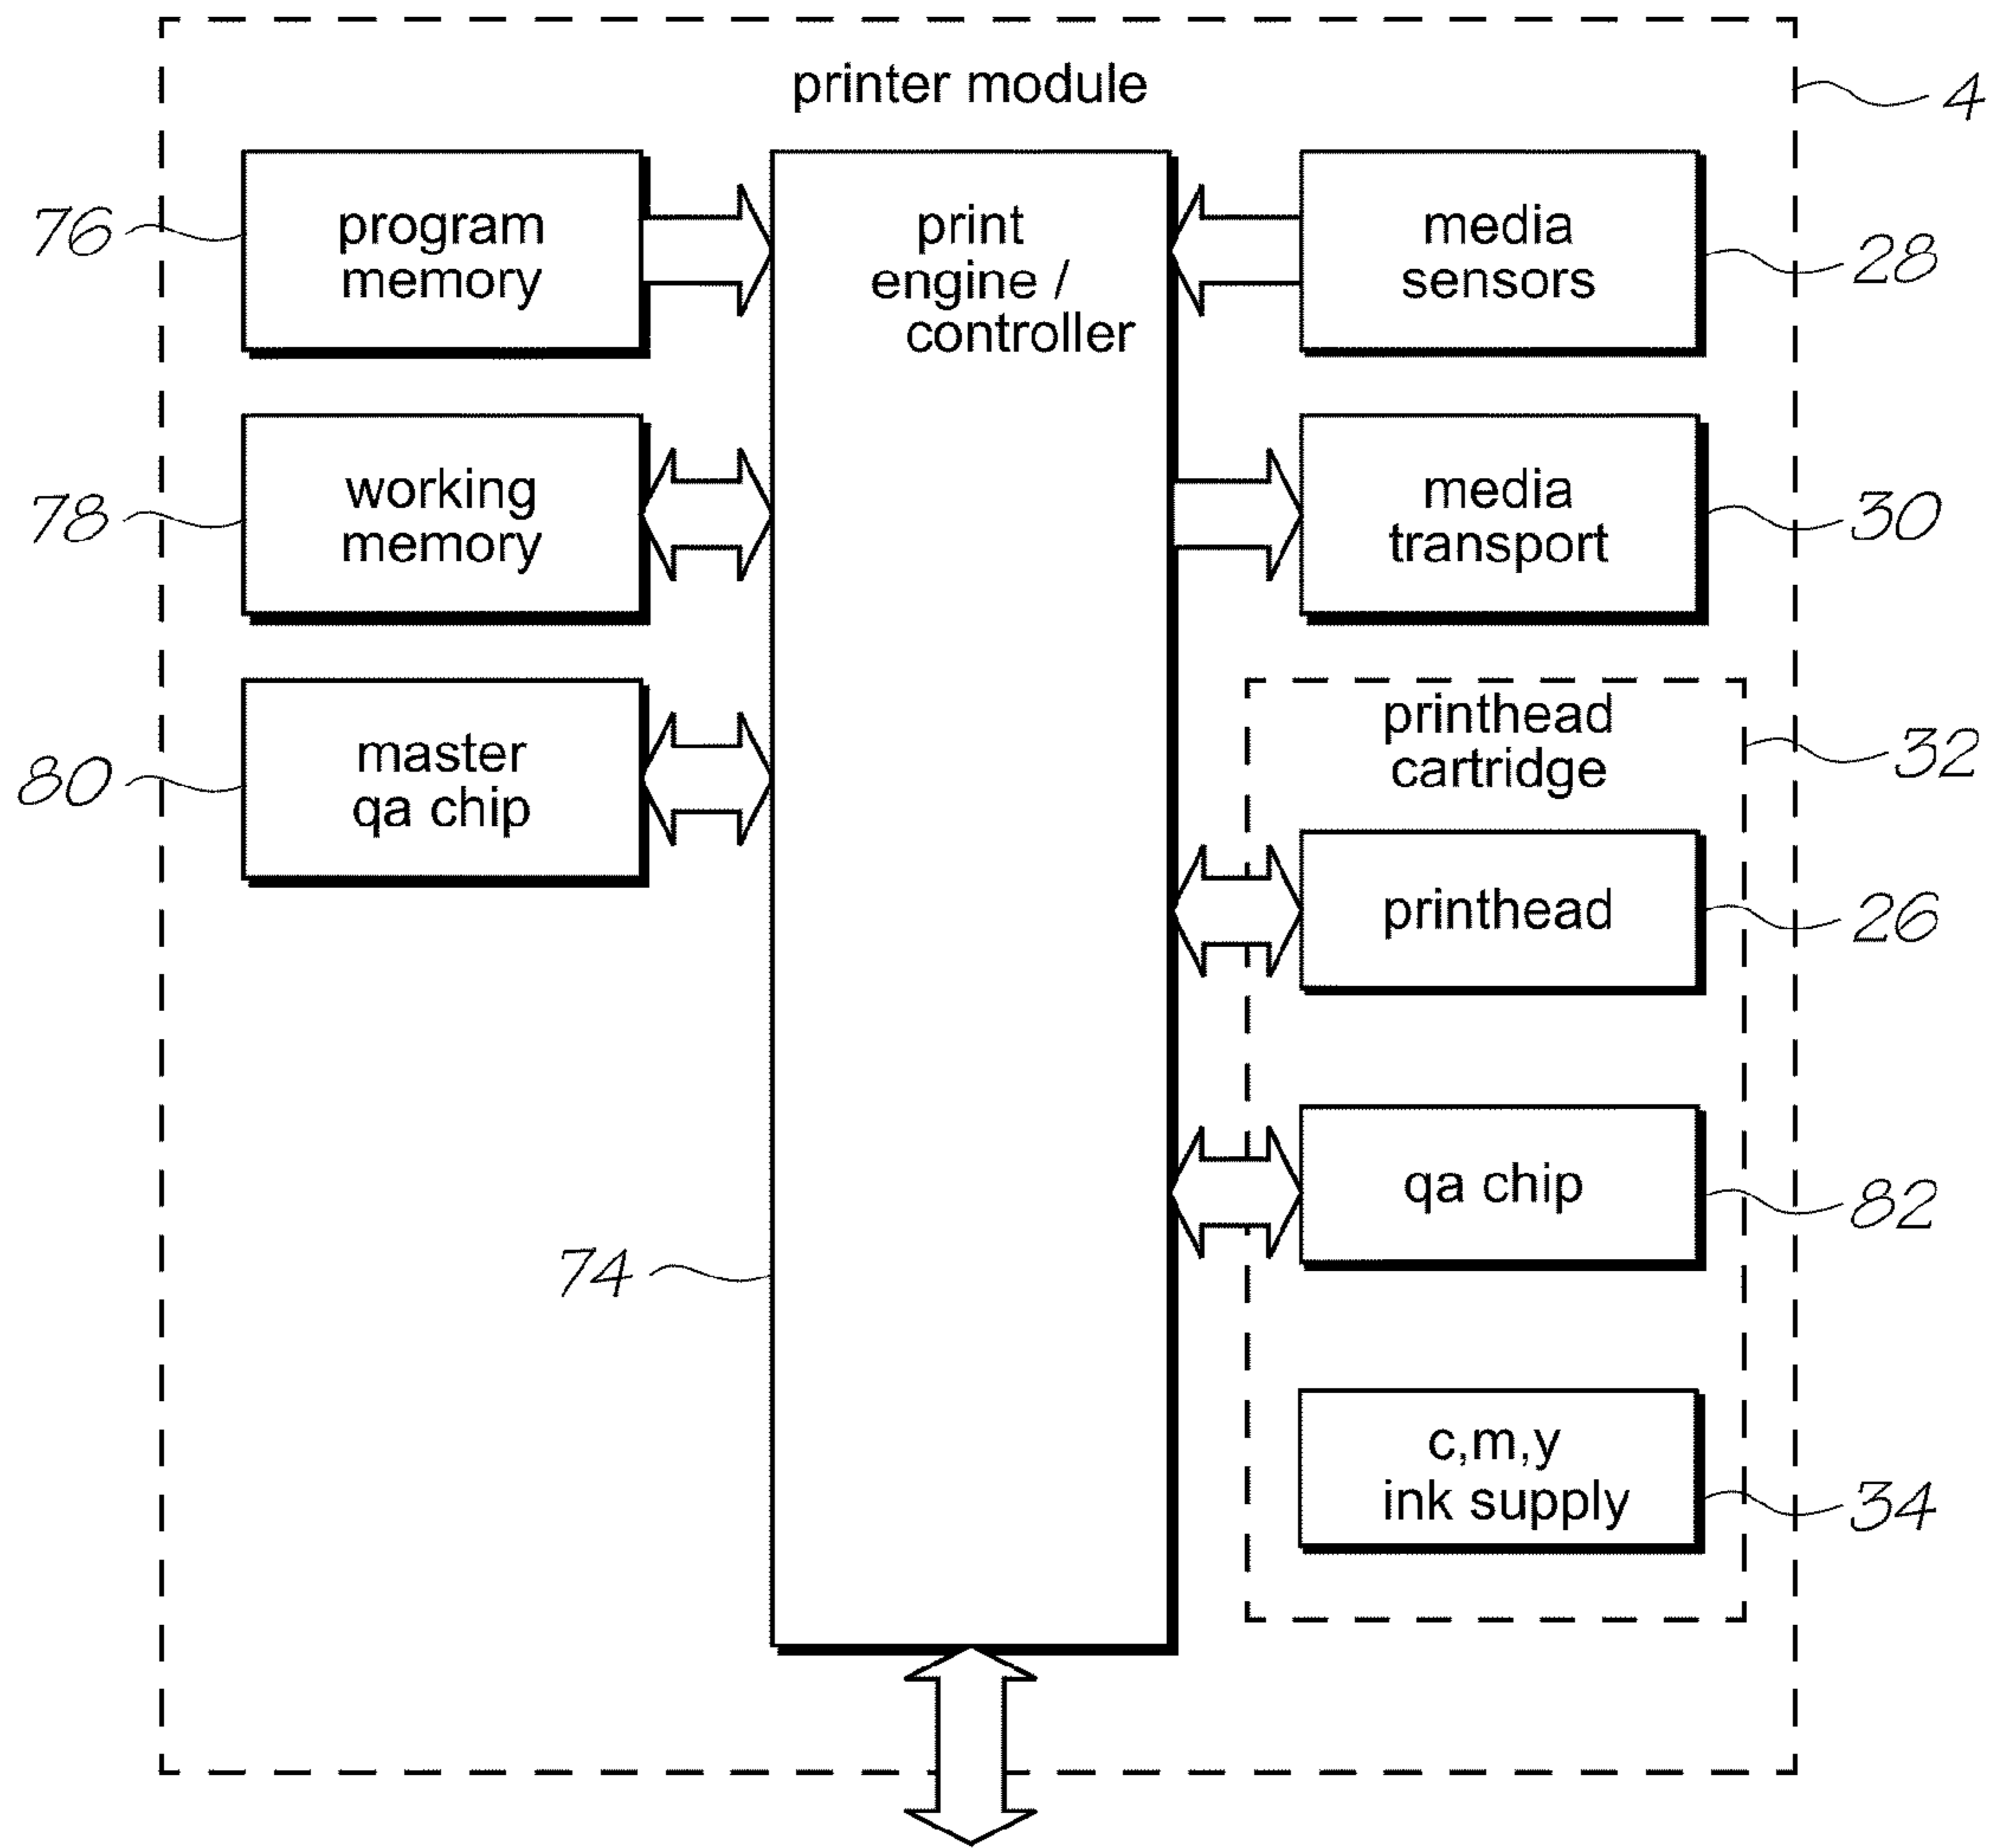 printer module
4
76
program
memory
print
engine /
controller
media
sensors
28
78
working
memory
media
transport
30
80
master
qa chip
printhead
cartridge
32
printhead
26
74
qa chip
82
c,m,y
ink supply
34